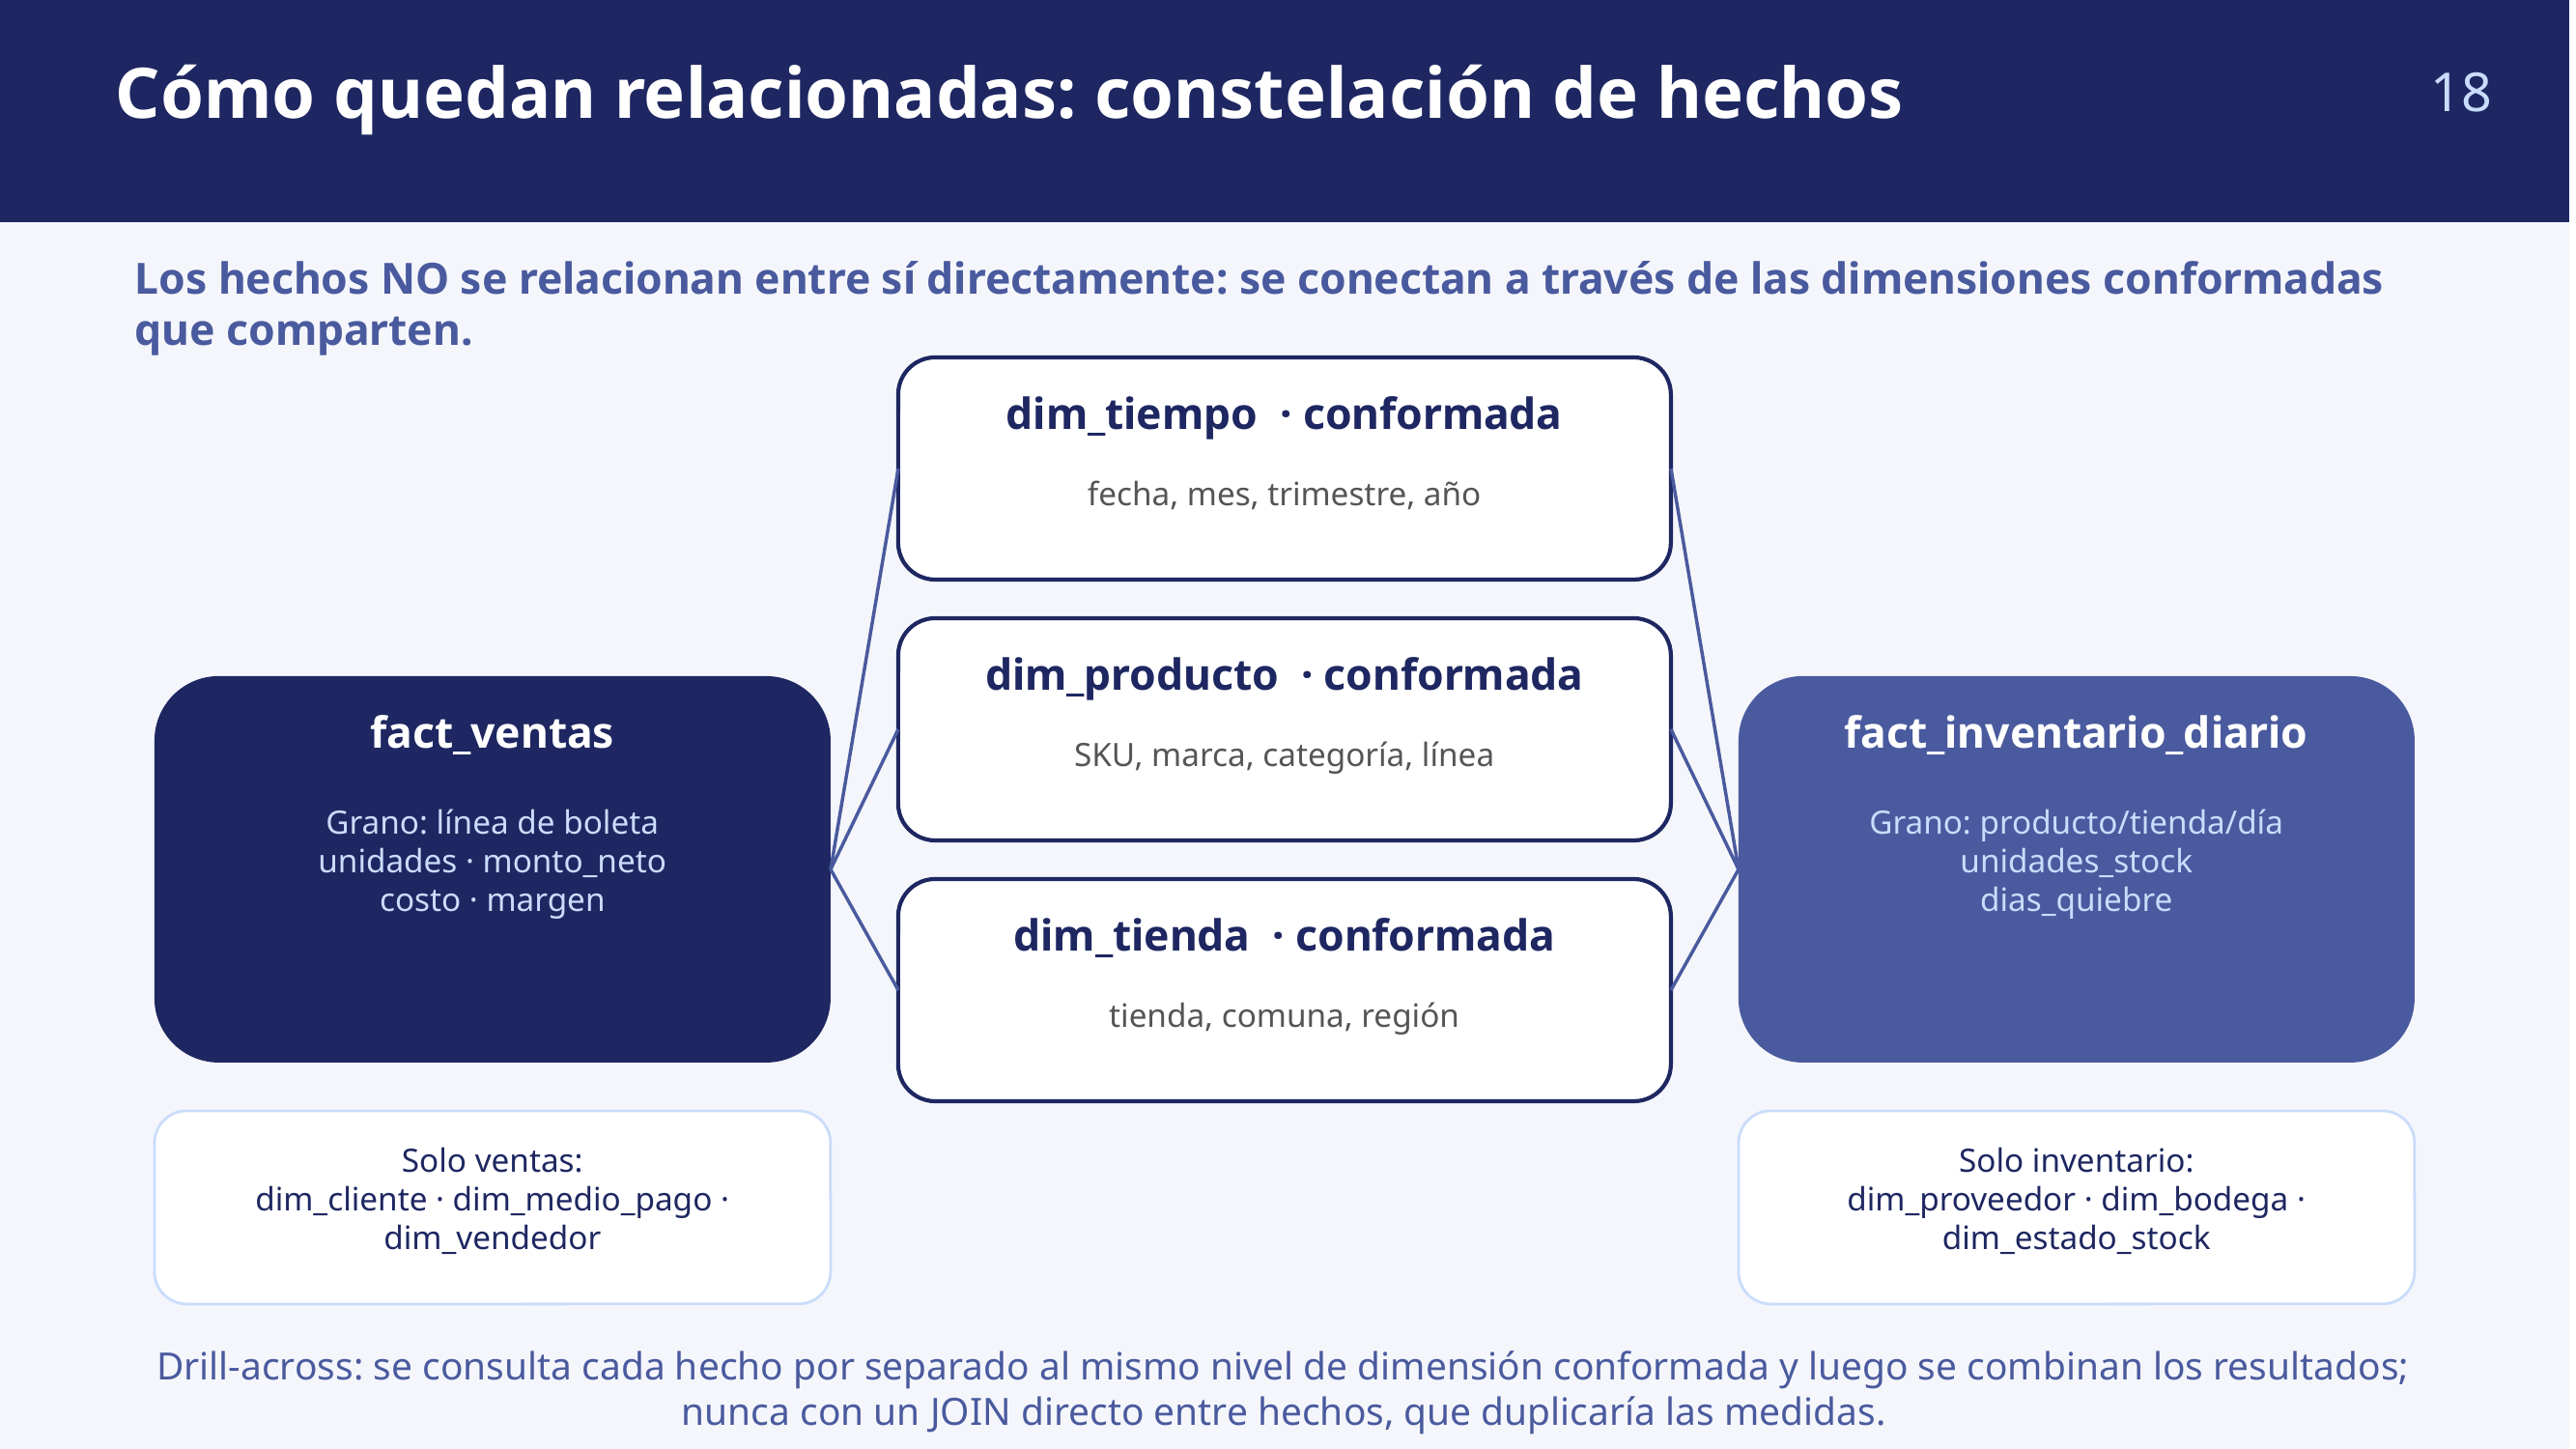 Cómo quedan relacionadas: constelación de hechos
18
Los hechos NO se relacionan entre sí directamente: se conectan a través de las dimensiones conformadas
que comparten.
dim_tiempo · conformada
fecha, mes, trimestre, año
dim_producto · conformada
SKU, marca, categoría, línea
dim_tienda · conformada
tienda, comuna, región
fact_ventas
Grano: línea de boleta
unidades · monto_neto
costo · margen
fact_inventario_diario
Grano: producto/tienda/día
unidades_stock
dias_quiebre
Solo ventas:
dim_cliente · dim_medio_pago ·
dim_vendedor
Solo inventario:
dim_proveedor · dim_bodega ·
dim_estado_stock
Drill-across: se consulta cada hecho por separado al mismo nivel de dimensión conformada y luego se combinan los resultados;
nunca con un JOIN directo entre hechos, que duplicaría las medidas.